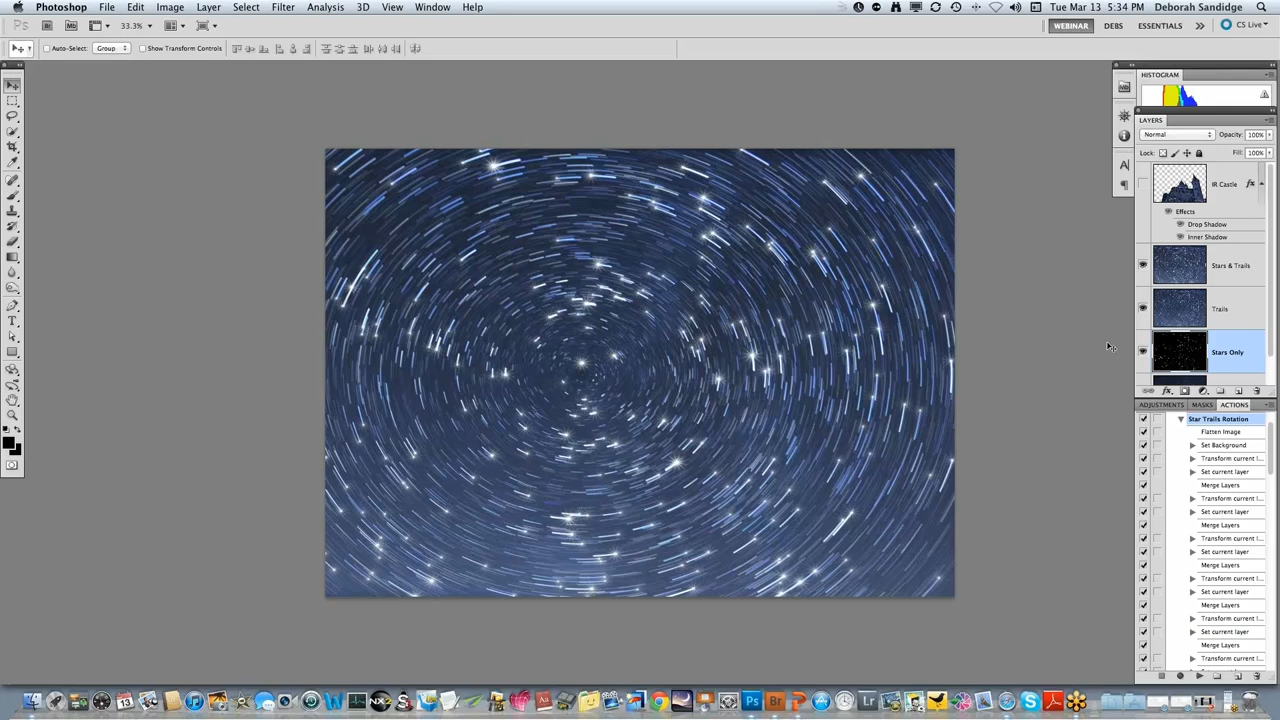 Photoshop File Edit Image Layer Select Filter Analysis 3D View Window Help Tue Mar 13 5:34 PM Deborah Sandidge
Ps Br Mb 33.3% WEBINAR DEBS ESSENTIALS CS Live
Auto-Select: Group Show Transform Controls
HISTOGRAM
LAYERS
Normal Opacity: 100%
Lock: Fill: 100%
IR Castle fx
Effects
Drop Shadow
Inner Shadow
Stars & Trails
Trails
Stars Only
ADJUSTMENTS MASKS ACTIONS
Star Trails Rotation
Flatten Image
Set Background
Transform current l...
Set current layer
Merge Layers
Transform current l...
Set current layer
Merge Layers
Transform current l...
Set current layer
Merge Layers
Transform current l...
Set current layer
Merge Layers
Transform current l...
Set current layer
Merge Layers
Transform current l...